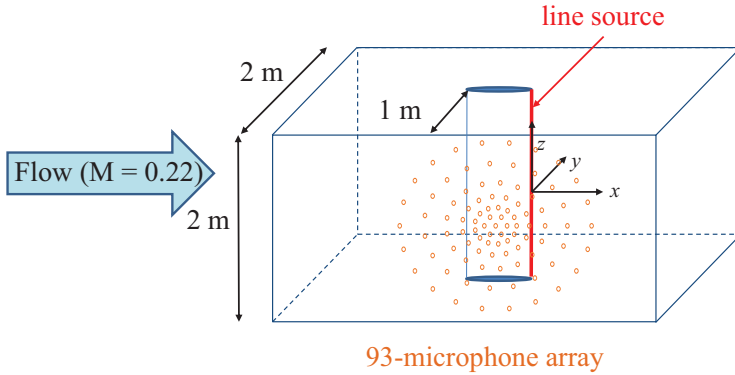 line source
2 m
1 m
z
y
Flow (M = 0.22)
x
2 m
93-microphone array